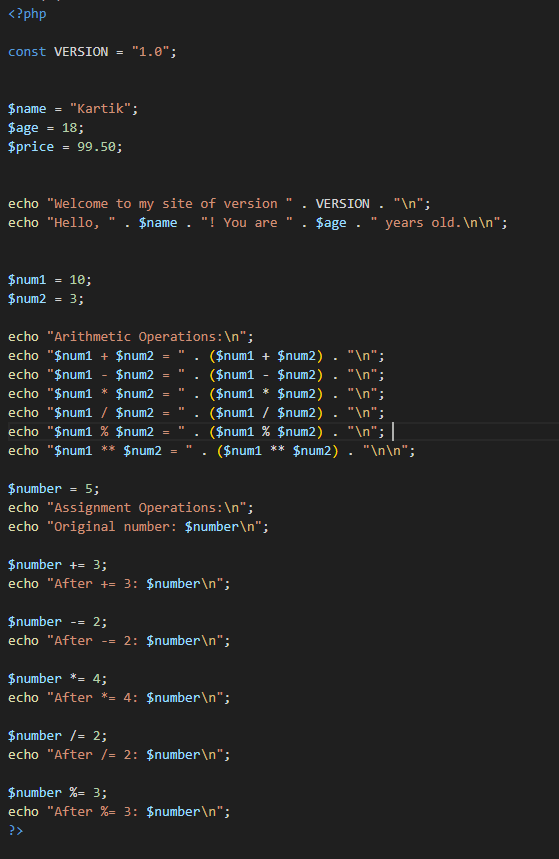 <?php
const VERSION = "1.0";
$name = "Kartik";
$age = 18;
$price = 99.50;
echo "Welcome to my site of version " . VERSION . "\n";
echo "Hello, " . $name . "! You are " . $age . " years old.\n\n";
$num1 = 10;
$num2 = 3;
echo "Arithmetic Operations:\n";
echo "$num1 + $num2 = " . ($num1 + $num2) . "\n";
echo "$num1 - $num2 = " . ($num1 - $num2) . "\n";
echo "$num1 * $num2 = " . ($num1 * $num2) . "\n";
echo "$num1 / $num2 = " . ($num1 / $num2) . "\n";
echo "$num1 % $num2 = " . ($num1 % $num2) . "\n";
echo "$num1 ** $num2 = " . ($num1 ** $num2) . "\n\n";
$number = 5;
echo "Assignment Operations:\n";
echo "Original number: $number\n";
$number += 3;
echo "After += 3: $number\n";
$number -= 2;
echo "After -= 2: $number\n";
$number *= 4;
echo "After *= 4: $number\n";
$number /= 2;
echo "After /= 2: $number\n";
$number %= 3;
echo "After %= 3: $number\n";
?>